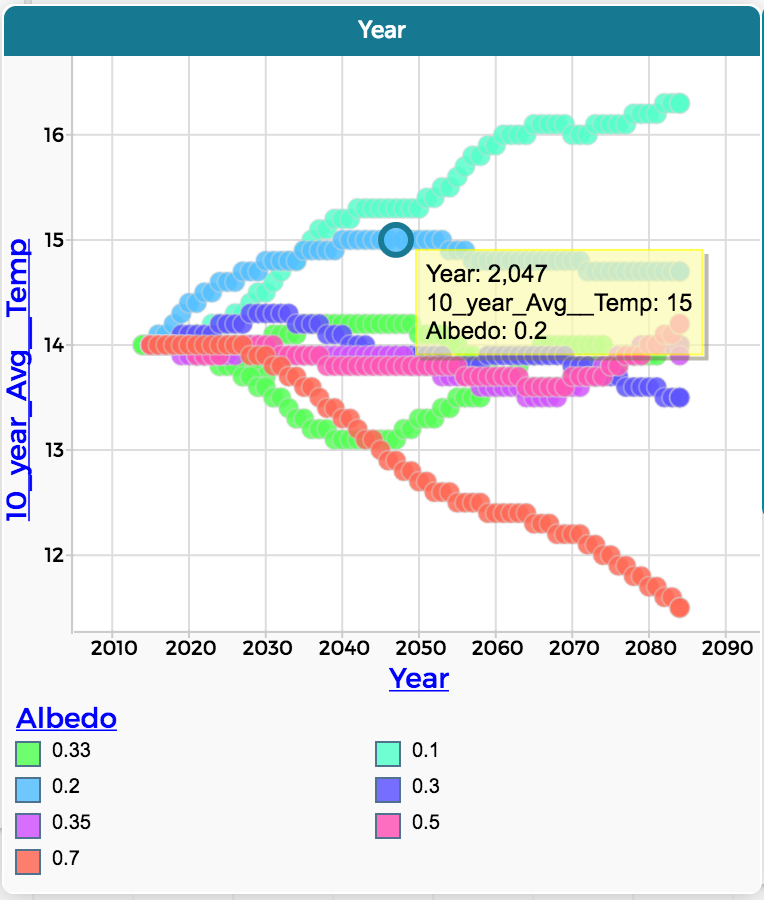 Year
16
15
14
13
12
10_year_Avg__Temp
Year: 2,047
10_year_Avg__Temp: 15
Albedo: 0.2
2010 2020 2030 2040 2050 2060 2070 2080 2090
Year
Albedo
0.33 0.1
0.2 0.3
0.35 0.5
0.7